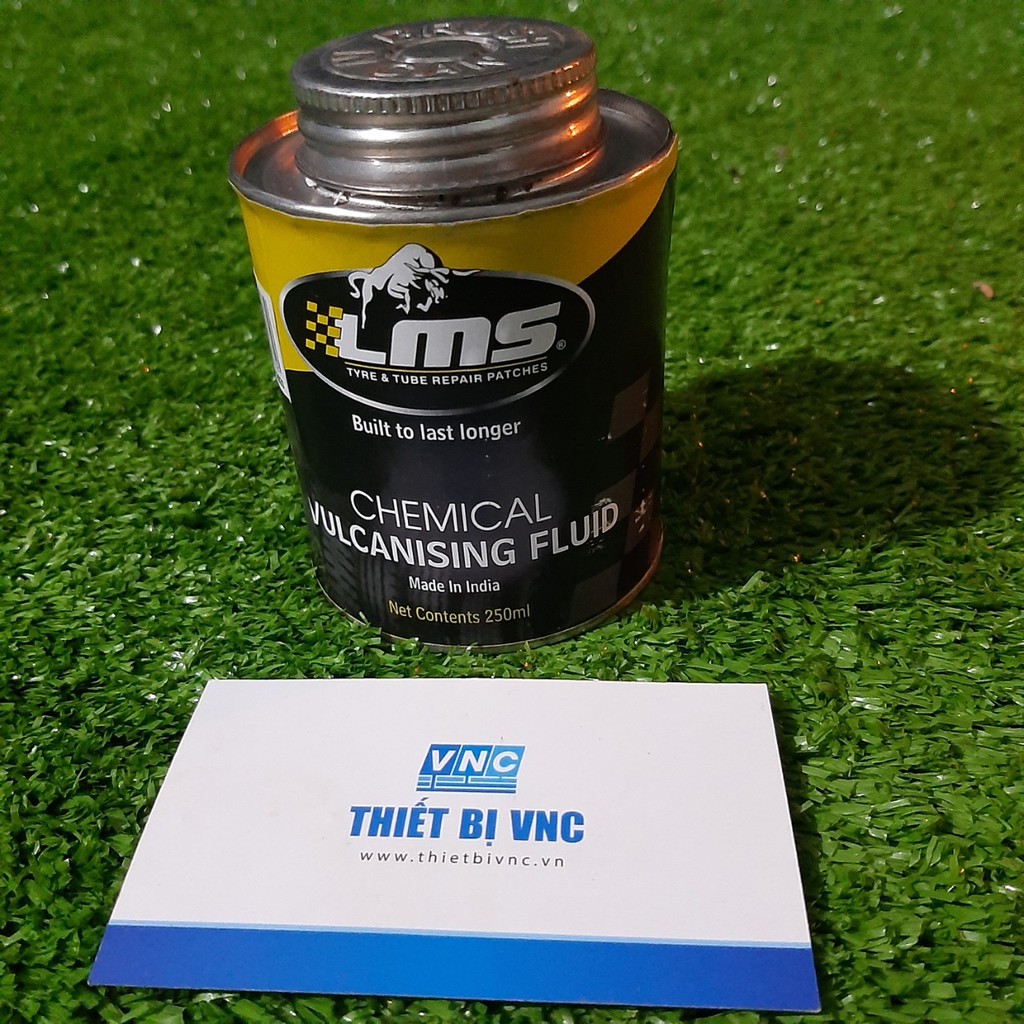 LMS®
TYRE & TUBE REPAIR PATCHES
Built to last longer
CHEMICAL
VULCANISING FLUID
Made In India
Net Contents 250ml
VNC
THIẾT BỊ VNC
www.thietbivnc.vn